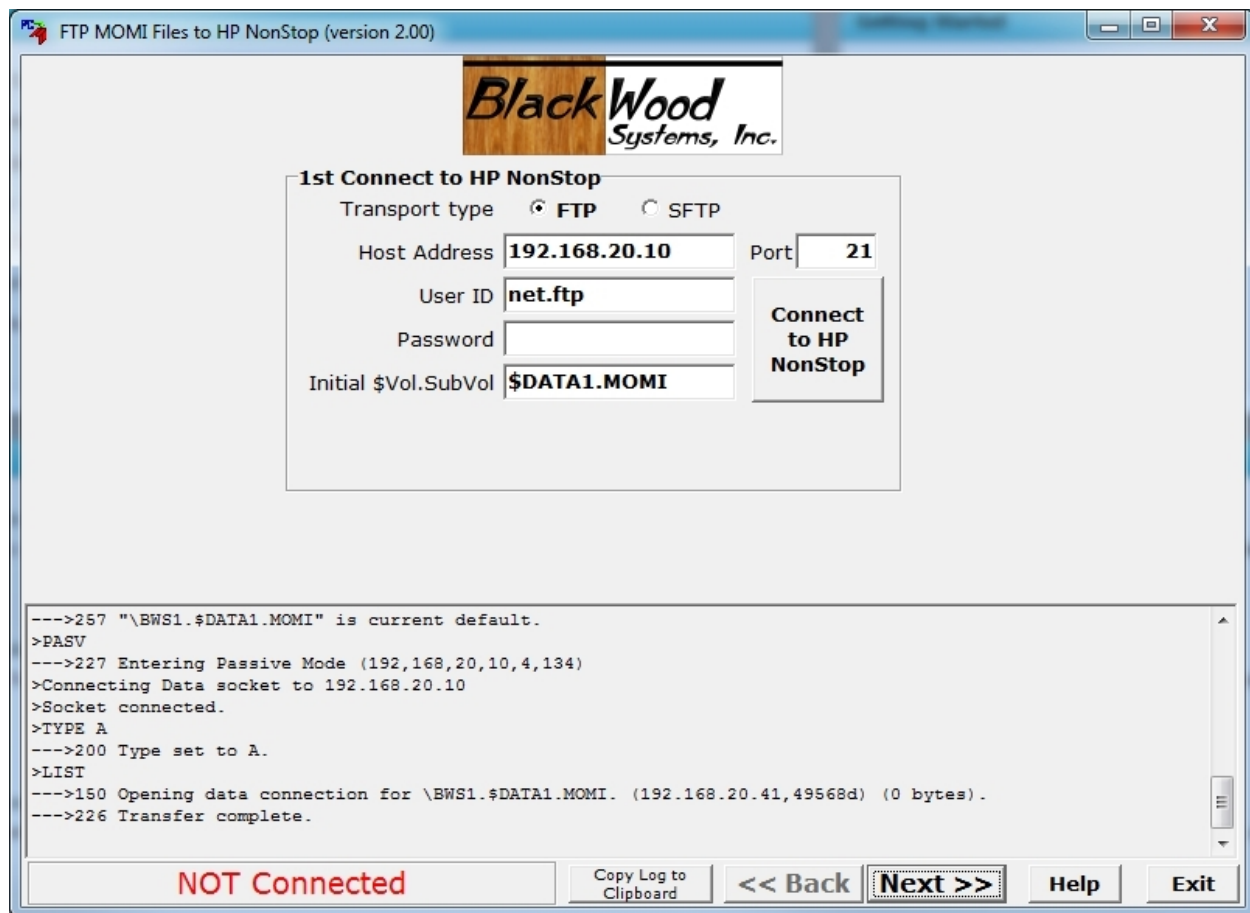 FTP MOMI Files to HP NonStop (version 2.00)
BlackWood
Systems, Inc.
1st Connect to HP NonStop
Transport type FTP SFTP
Host Address 192.168.20.10 Port 21
User ID net.ftp
Password
Connect to HP NonStop
Initial $Vol.SubVol $DATA1.MOMI
--->257 "\BWS1.$DATA1.MOMI" is current default.
>PASV
--->227 Entering Passive Mode (192,168,20,10,4,134)
>Connecting Data socket to 192.168.20.10
>Socket connected.
>TYPE A
--->200 Type set to A.
>LIST
--->150 Opening data connection for \BWS1.$DATA1.MOMI. (192.168.20.41,49568d) (0 bytes).
--->226 Transfer complete.
NOT Connected
Copy Log to Clipboard
<< Back
Next >>
Help
Exit